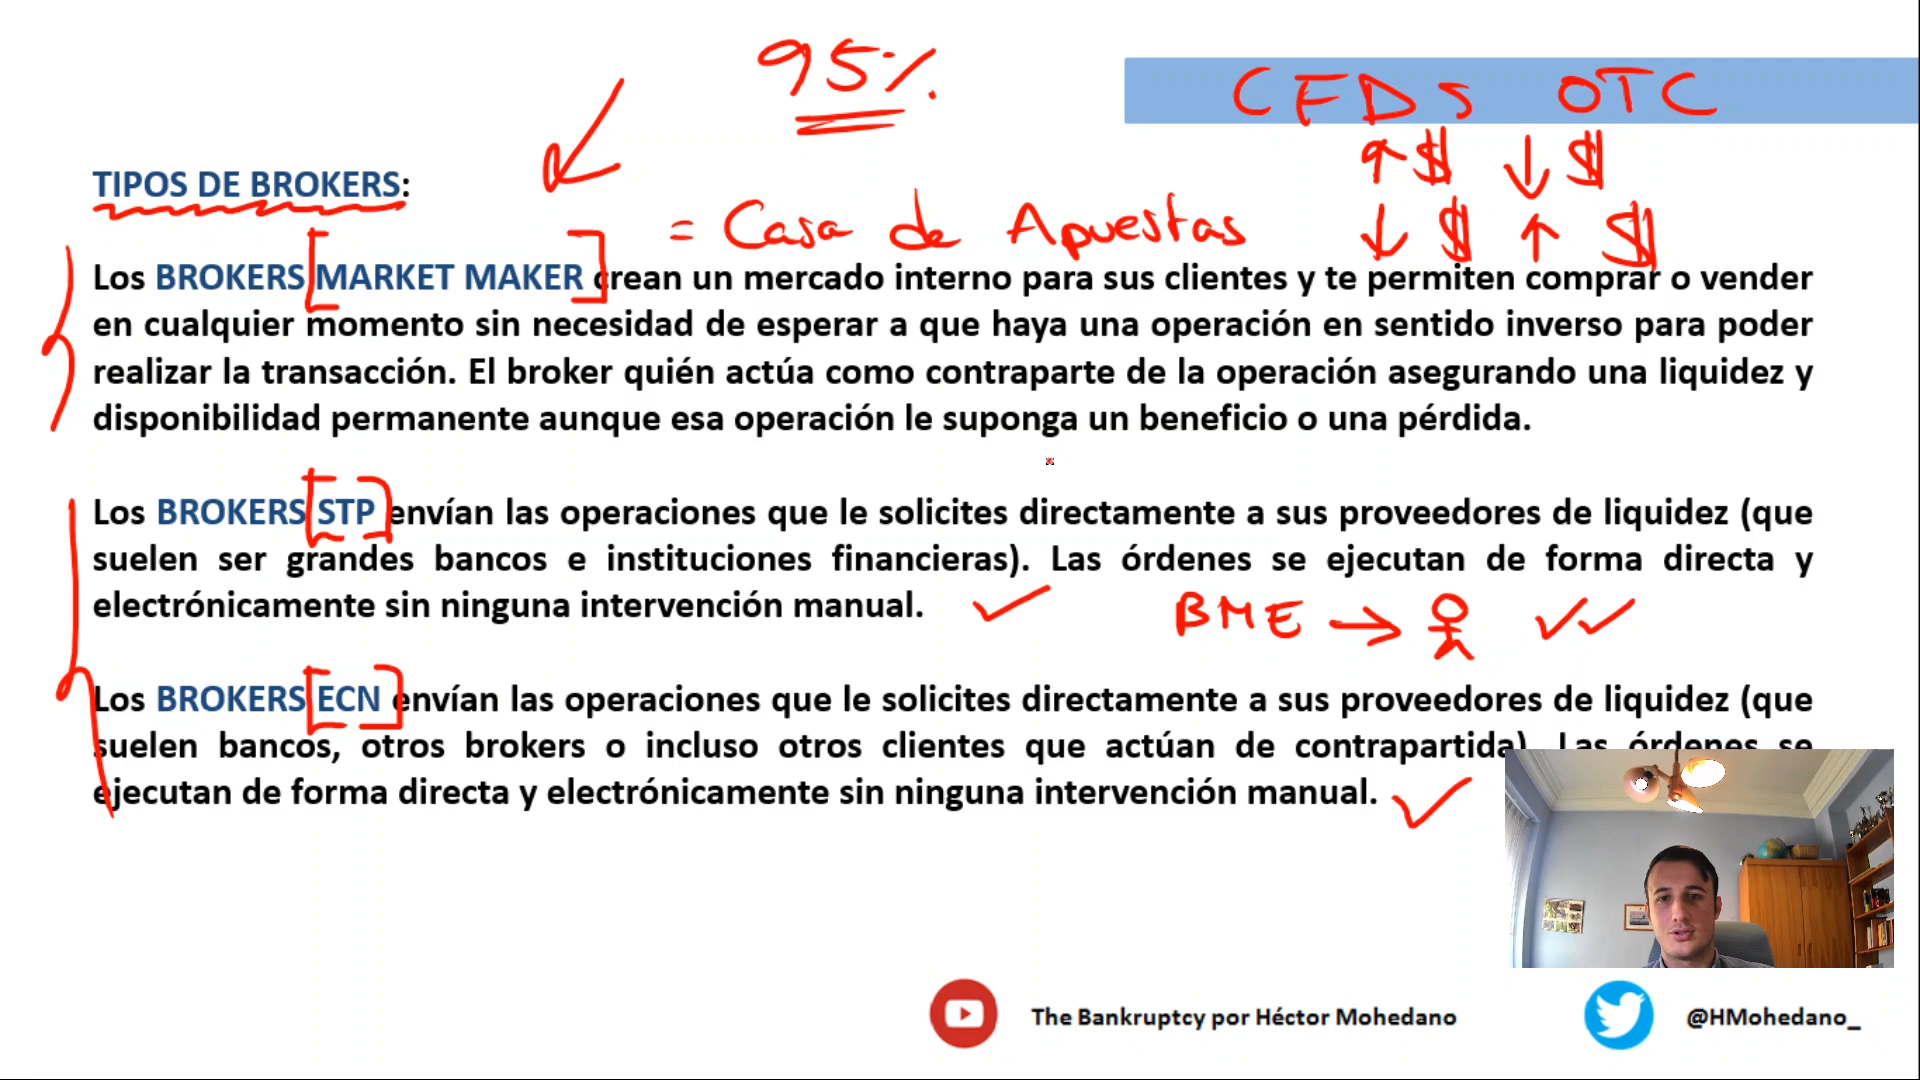 95%
CFDs OTC
↑$ ↓$
TIPOS DE BROKERS:
= Casa de Apuestas ↓$ ↑$
Los BROKERS [MARKET MAKER] crean un mercado interno para sus clientes y te permiten comprar o vender
en cualquier momento sin necesidad de esperar a que haya una operación en sentido inverso para poder
realizar la transacción. El broker quién actúa como contraparte de la operación asegurando una liquidez y
disponibilidad permanente aunque esa operación le suponga un beneficio o una pérdida.
Los BROKERS [STP] envían las operaciones que le solicites directamente a sus proveedores de liquidez (que
suelen ser grandes bancos e instituciones financieras). Las órdenes se ejecutan de forma directa y
electrónicamente sin ninguna intervención manual. ✓
BME → ✓✓
Los BROKERS [ECN] envían las operaciones que le solicites directamente a sus proveedores de liquidez (que
suelen bancos, otros brokers o incluso otros clientes que actúan de contrapartida). Las órdenes se
ejecutan de forma directa y electrónicamente sin ninguna intervención manual. ✓
The Bankruptcy por Héctor Mohedano
@HMohedano_